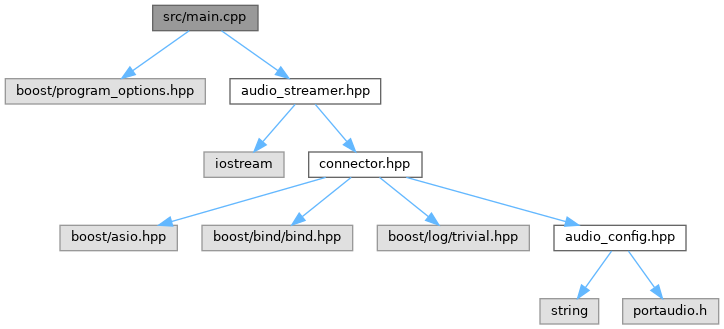 src/main.cpp
boost/program_options.hpp
audio_streamer.hpp
iostream
connector.hpp
boost/asio.hpp
boost/bind/bind.hpp
boost/log/trivial.hpp
audio_config.hpp
string
portaudio.h